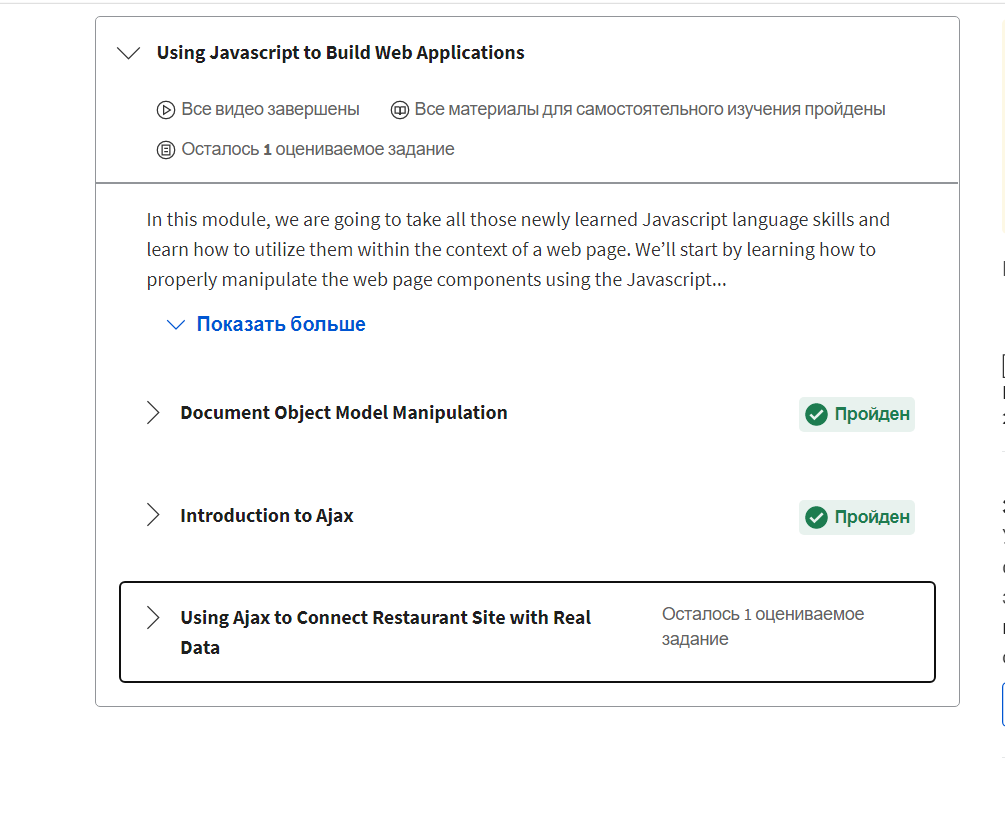 Using Javascript to Build Web Applications
Все видео завершены
Все материалы для самостоятельного изучения пройдены
Осталось 1 оцениваемое задание
In this module, we are going to take all those newly learned Javascript language skills and
learn how to utilize them within the context of a web page. We’ll start by learning how to
properly manipulate the web page components using the Javascript...
Показать больше
Document Object Model Manipulation
Пройден
Introduction to Ajax
Пройден
Using Ajax to Connect Restaurant Site with Real
Data
Осталось 1 оцениваемое
задание